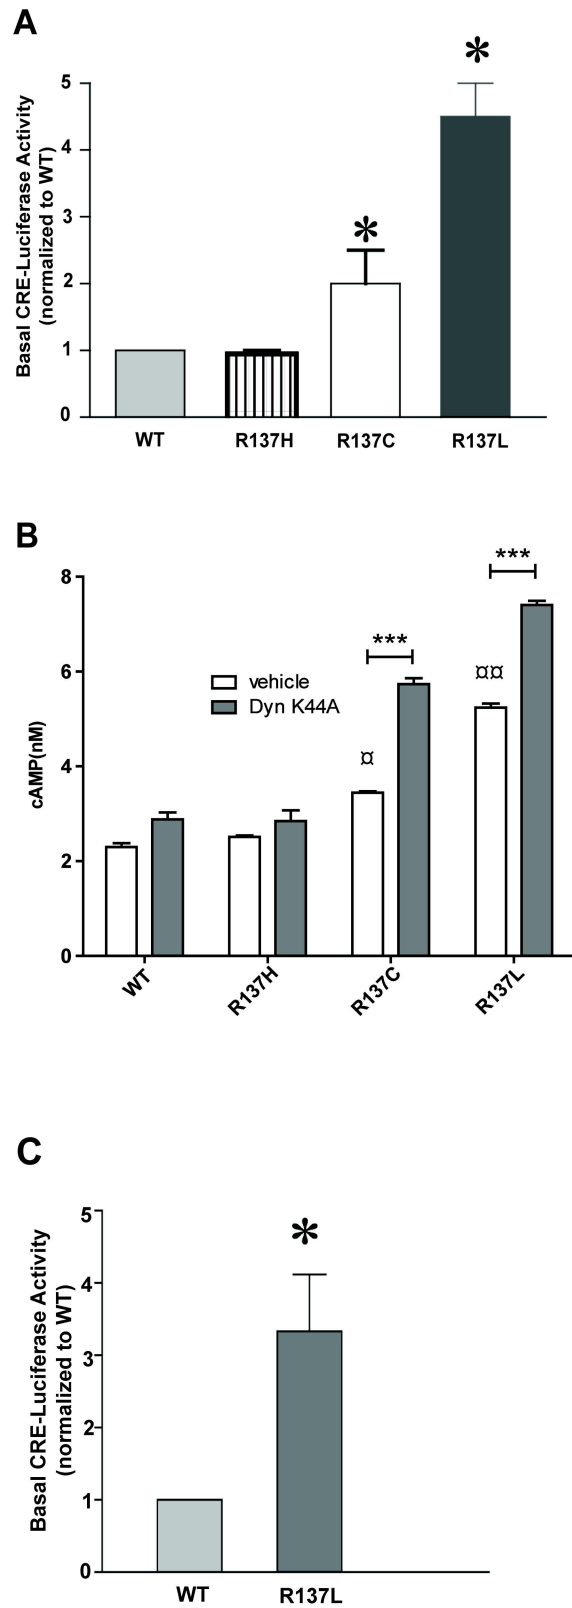 A
*
*
Basal CRE-Luciferase Activity
(normalized to WT)
5
4
3
2
1
0
WT R137H R137C R137L
B
***
***
¤¤
¤
vehicle
Dyn K44A
cAMP(nM)
8
6
4
2
0
WT R137H R137C R137L
C
*
Basal CRE-Luciferase Activity
(normalized to WT)
5
4
3
2
1
0
WT R137L